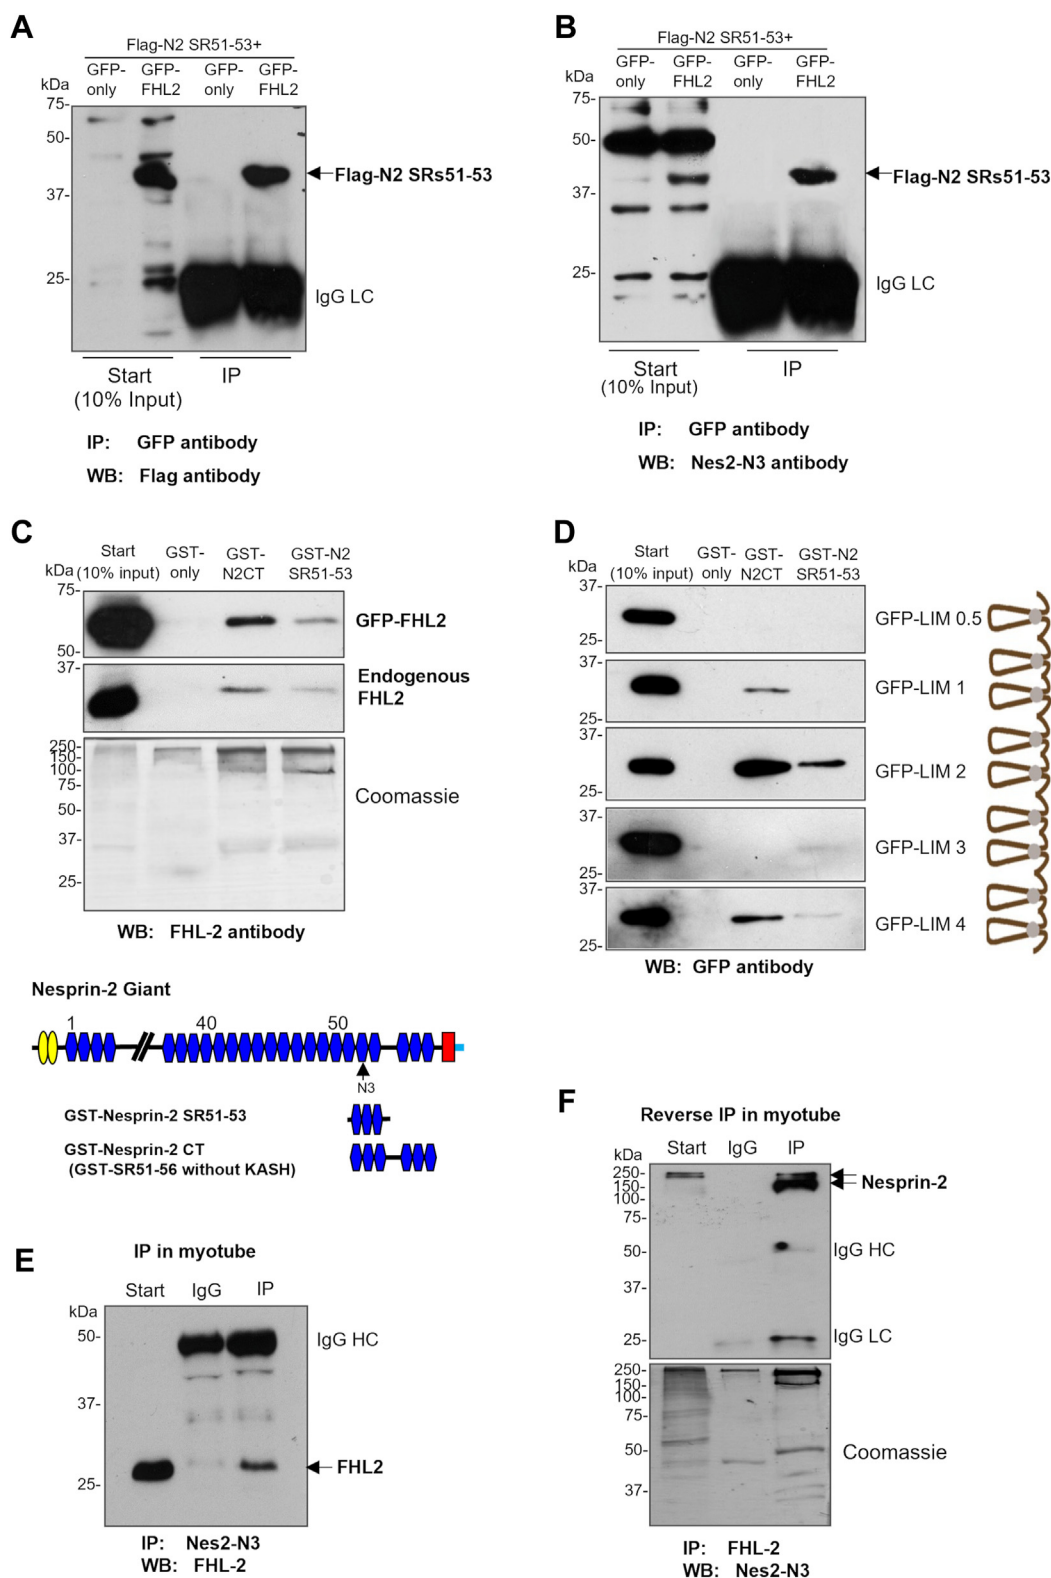 A
Flag-N2 SR51-53+
GFP-only
GFP-FHL2
GFP-only
GFP-FHL2
kDa
75-
50-
37-
25-
Flag-N2 SRs51-53
IgG LC
Start
(10% Input)
IP
IP: GFP antibody
WB: Flag antibody
B
Flag-N2 SR51-53+
GFP-only
GFP-FHL2
GFP-only
GFP-FHL2
kDa
75-
50-
37-
25-
Flag-N2 SRs51-53
IgG LC
Start
(10% Input)
IP
IP: GFP antibody
WB: Nes2-N3 antibody
C
Start
(10% input)
GST-only
GST-N2CT
GST-N2
SR51-53
kDa
75-
50-
GFP-FHL2
37-
Endogenous
FHL2
250-
150-
100-
75-
50-
37-
25-
Coomassie
WB: FHL-2 antibody
D
Start
(10% input)
GST-only
GST-N2CT
GST-N2
SR51-53
kDa
37-
25-
GFP-LIM 0.5
37-
25-
GFP-LIM 1
37-
25-
GFP-LIM 2
37-
25-
GFP-LIM 3
37-
25-
GFP-LIM 4
WB: GFP antibody
Nesprin-2 Giant
1 40 50
N3
GST-Nesprin-2 SR51-53
GST-Nesprin-2 CT
(GST-SR51-56 without KASH)
E
IP in myotube
Start IgG IP
kDa
50-
37-
25-
IgG HC
FHL2
IP: Nes2-N3
WB: FHL-2
F
Reverse IP in myotube
Start IgG IP
kDa
250-
150-
100-
75-
50-
37-
25-
Nesprin-2
IgG HC
IgG LC
250-
150-
100-
75-
50-
37-
Coomassie
IP: FHL-2
WB: Nes2-N3